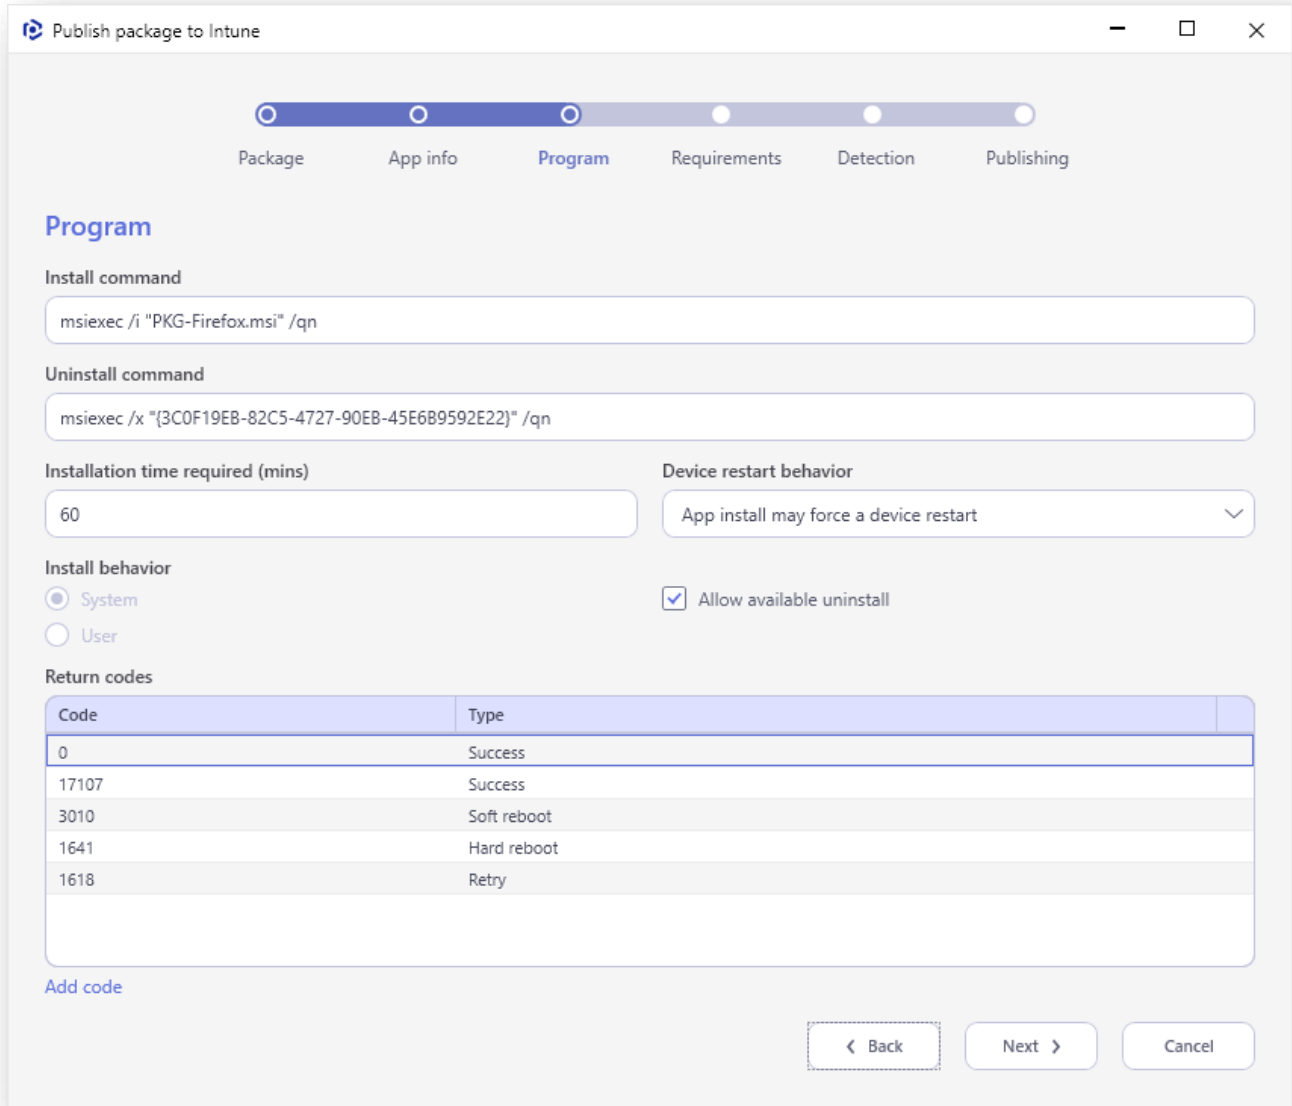 Publish package to Intune
Package App info Program Requirements Detection Publishing
Program
Install command
msiexec /i "PKG-Firefox.msi" /qn
Uninstall command
msiexec /x "{3C0F19EB-82C5-4727-90EB-45E6B9592E22}" /qn
Installation time required (mins) Device restart behavior
60 App install may force a device restart
Install behavior
System Allow available uninstall
User
Return codes
Code Type
0 Success
17107 Success
3010 Soft reboot
1641 Hard reboot
1618 Retry
Add code
Back Next Cancel